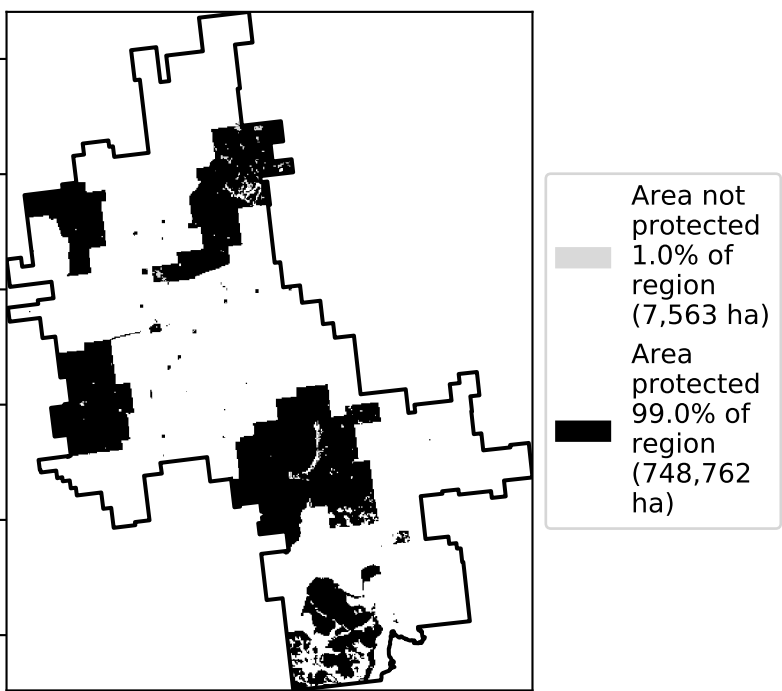 Area not
protected
1.0% of
region
(7,563 ha)
Area
protected
99.0% of
region
(748,762
ha)